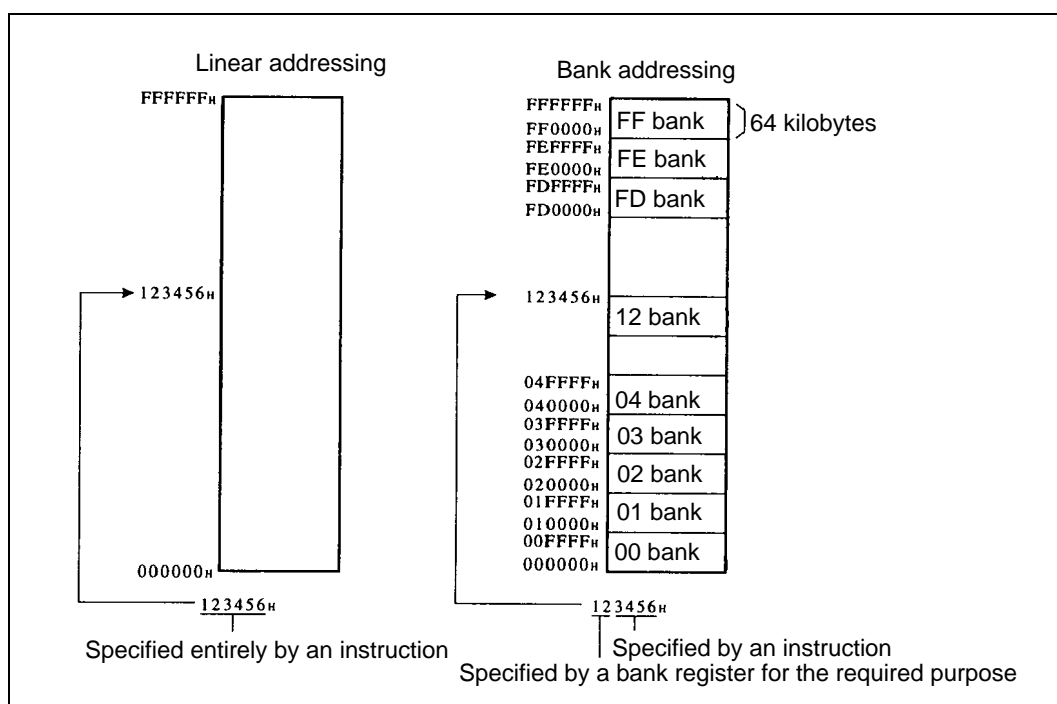 Linear addressing
FFFFFFH
123456H
000000H
123456H
Specified entirely by an instruction
Bank addressing
FFFFFFH
FF bank
64 kilobytes
FF0000H
FEFFFFH
FE bank
FE0000H
FDFFFFH
FD bank
FD0000H
123456H
12 bank
04FFFFH
04 bank
040000H
03FFFFH
03 bank
030000H
02FFFFH
02 bank
020000H
01FFFFH
01 bank
010000H
00FFFFH
00 bank
000000H
123456H
Specified by an instruction
Specified by a bank register for the required purpose